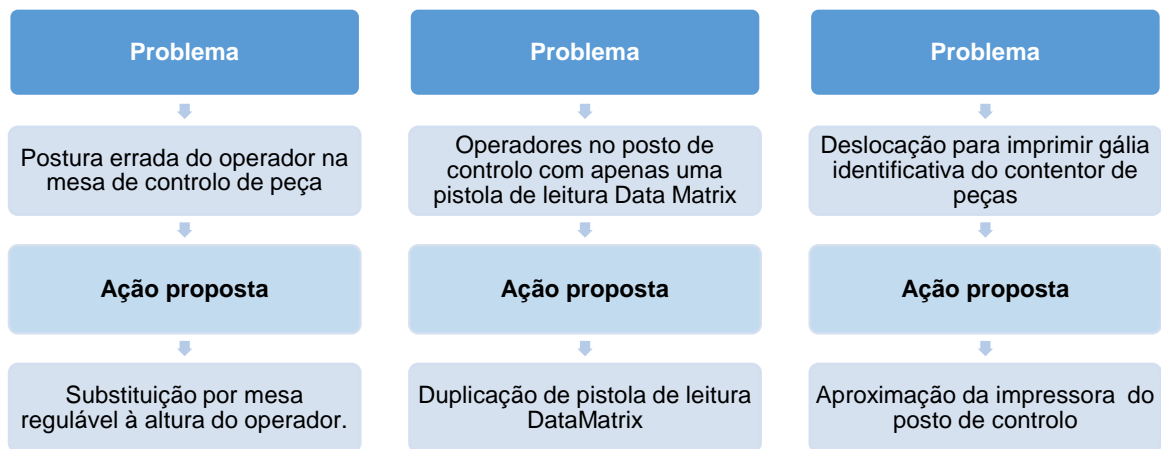 Problema
Postura errada do operador na
mesa de controlo de peça
Ação proposta
Substituição por mesa
regulável à altura do operador.
Problema
Operadores no posto de
controlo com apenas uma
pistola de leitura Data Matrix
Ação proposta
Duplicação de pistola de leitura
DataMatrix
Problema
Deslocação para imprimir gália
identificativa do contentor de
peças
Ação proposta
Aproximação da impressora do
posto de controlo